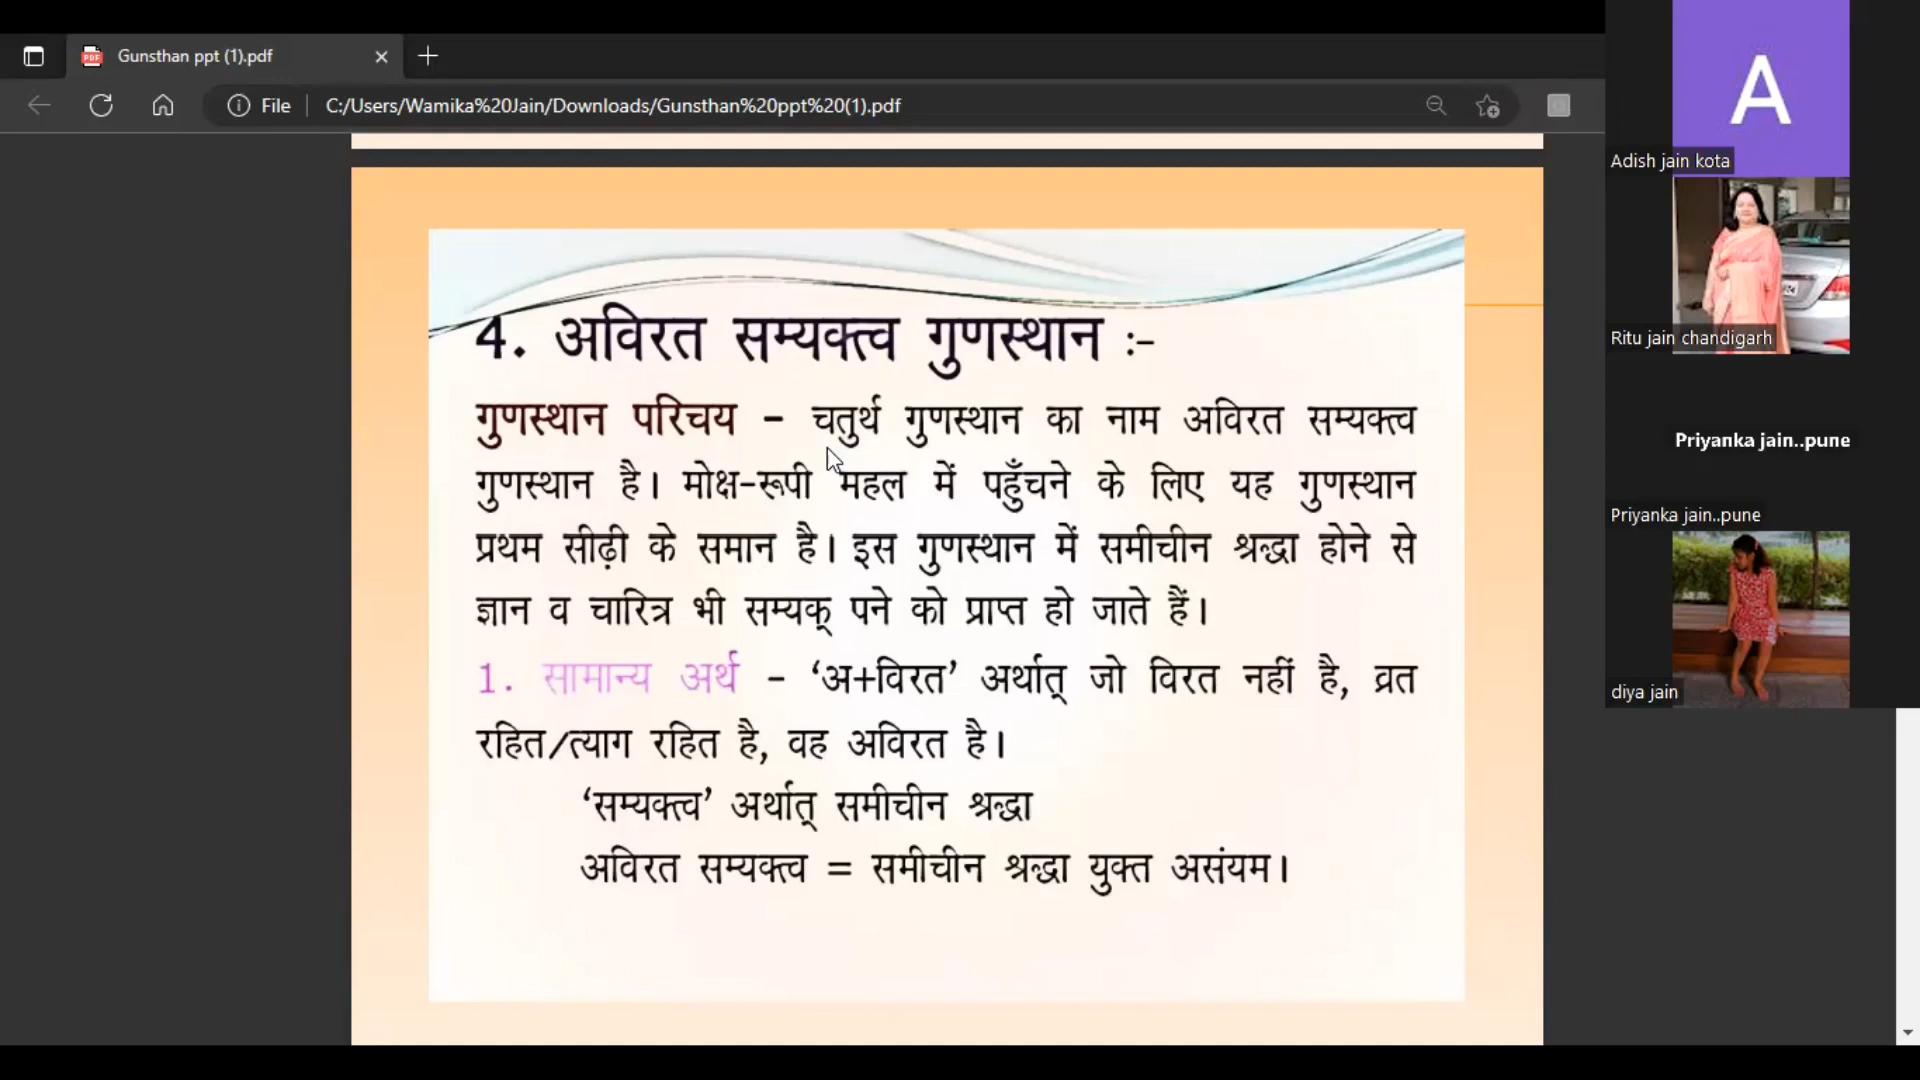 Gunsthan ppt (1).pdf
File
C:/Users/Wamika%20Jain/Downloads/Gunsthan%20ppt%20(1).pdf
4. अविरत सम्यक्त्व गुणस्थान :-
गुणस्थान परिचय - चतुर्थ गुणस्थान का नाम अविरत सम्यक्त्व
गुणस्थान है। मोक्ष-रूपी महल में पहुँचने के लिए यह गुणस्थान
प्रथम सीढ़ी के समान है। इस गुणस्थान में समीचीन श्रद्धा होने से
ज्ञान व चारित्र भी सम्यक् पने को प्राप्त हो जाते हैं।
1. सामान्य अर्थ - ‘अ+विरत’ अर्थात् जो विरत नहीं है, व्रत
रहित/त्याग रहित है, वह अविरत है।
‘सम्यक्त्व’ अर्थात् समीचीन श्रद्धा
अविरत सम्यक्त्व = समीचीन श्रद्धा युक्त असंयम।
A
Adish jain kota
Ritu jain chandigarh
Priyanka jain..pune
Priyanka jain..pune
diya jain